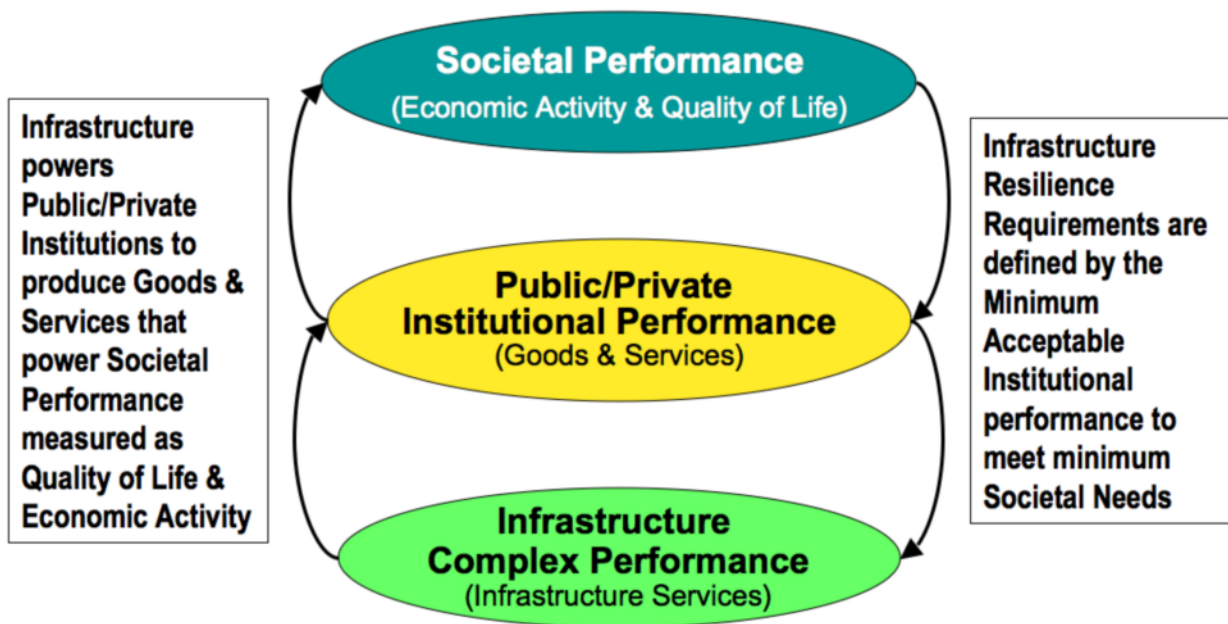 Societal Performance
(Economic Activity & Quality of Life)
Infrastructure
powers
Public/Private
Institutions to
produce Goods &
Services that
power Societal
Performance
measured as
Quality of Life &
Economic Activity
Public/Private
Institutional Performance
(Goods & Services)
Infrastructure
Resilience
Requirements are
defined by the
Minimum
Acceptable
Institutional
performance to
meet minimum
Societal Needs
Infrastructure
Complex Performance
(Infrastructure Services)